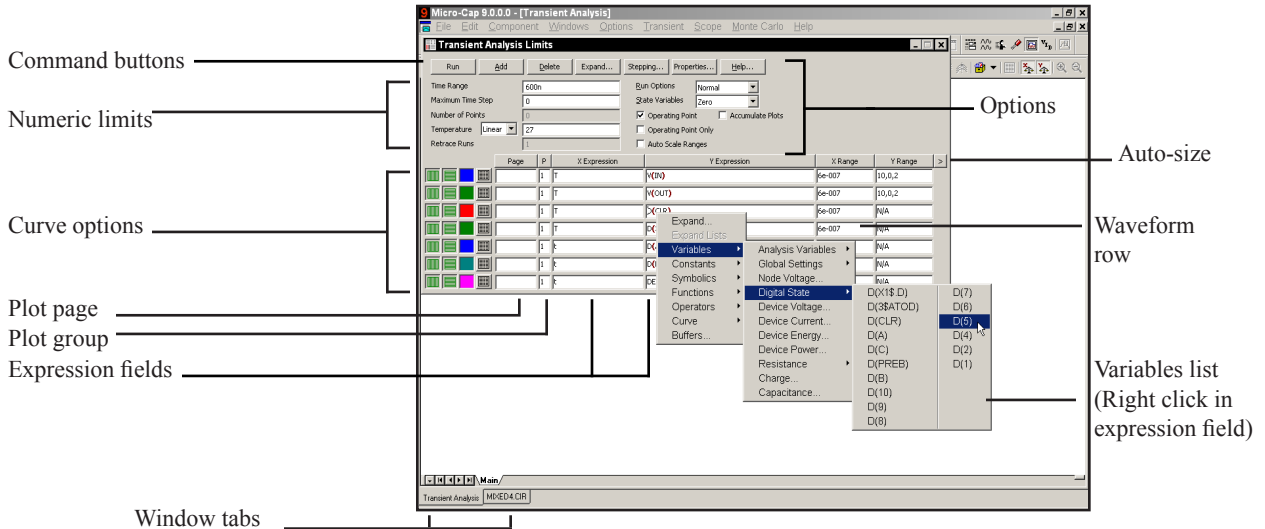 Micro-Cap 9.0.0.0 - [Transient Analysis]
File Edit Component Windows Options Transient Scope Monte Carlo Help
Transient Analysis Limits
Run Add Delete Expand... Stepping... Properties... Help...
Command buttons
Time Range 600n Run Options Normal
Maximum Time Step 0 State Variables Zero
Number of Points 0 Operating Point Accumulate Plots
Temperature Linear 27 Operating Point Only
Retrace Runs 1 Auto Scale Ranges
Numeric limits
Options
Page P X Expression Y Expression X Range Y Range >
Auto-size
1 T V(IN) 6e-007 10,0,2
1 T V(OUT) 6e-007 10,0,2
1 T 6e-007 N/A
1 T 6e-007 N/A
1 t N/A
1 t N/A
1 t N/A
Curve options
Waveform
row
Expand...
Expand Lists
Variables
Constants
Symbolics
Functions
Operators
Curve
Buffers...
Analysis Variables
Global Settings
Node Voltage...
Digital State
Device Voltage...
Device Current...
Device Energy...
Device Power...
Resistance
Charge...
Capacitance...
D(X1$.D)
D(3$ATOD)
D(CLR)
D(A)
D(C)
D(PREB)
D(B)
D(10)
D(9)
D(8)
D(7)
D(6)
D(5)
D(4)
D(2)
D(1)
Plot page
Plot group
Expression fields
Variables list
(Right click in
expression field)
Main
Transient Analysis MIXED4.CIR
Window tabs